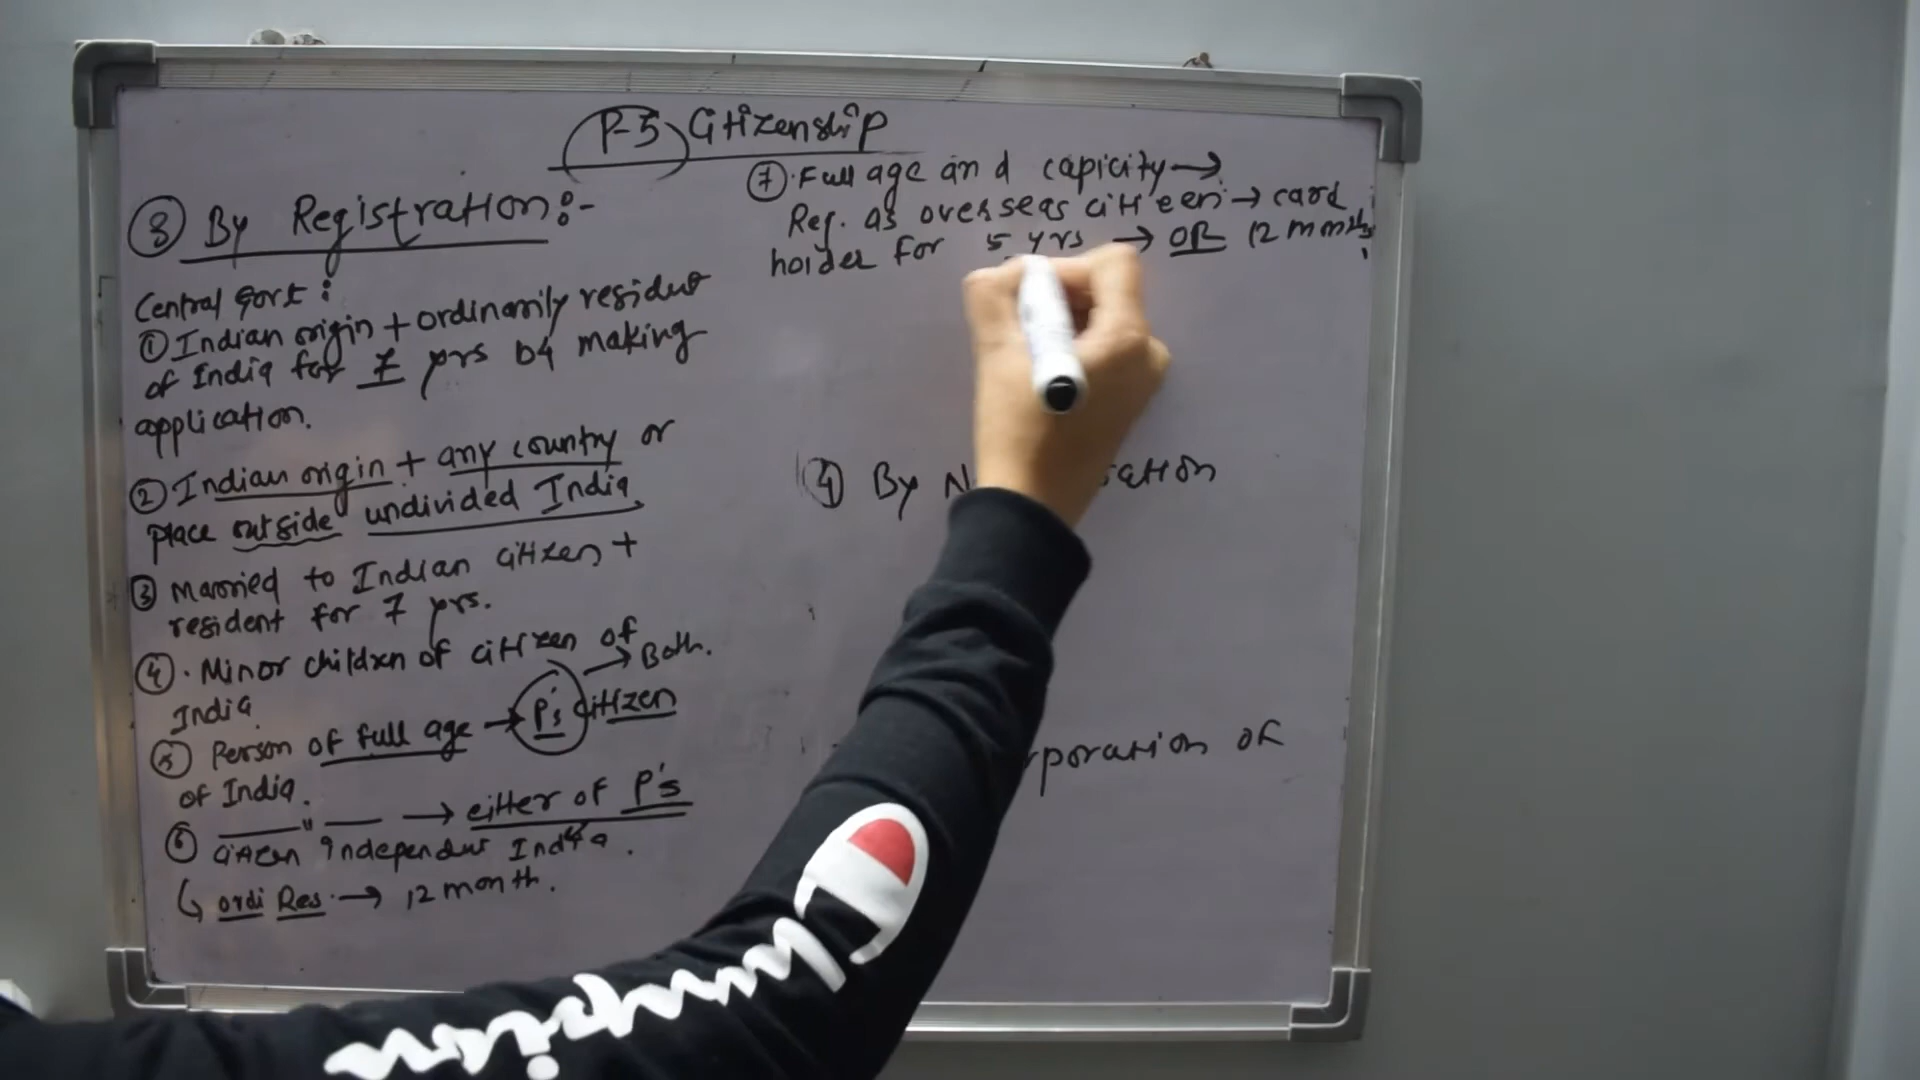 P-5 Citizenship
③ By Registration:-
Central Govt:
① Indian origin + ordinarily resident
of India for 7 yrs b4 making
application.
② Indian origin + any country or
place outside undivided India
③ Married to Indian citizen +
resident for 7 yrs.
④. Minor children of citizen of
India
⑤ Person of full age → P's citizen → Both.
of India.
⑥ ——"—— → either of P's
citizen independent India.
↳ ordi Res. → 12 month.
⑦. Full age and capicity →
Reg. as overseas citizen → card
holder for 5 yrs → OR 12 months
④ By
of
Champion